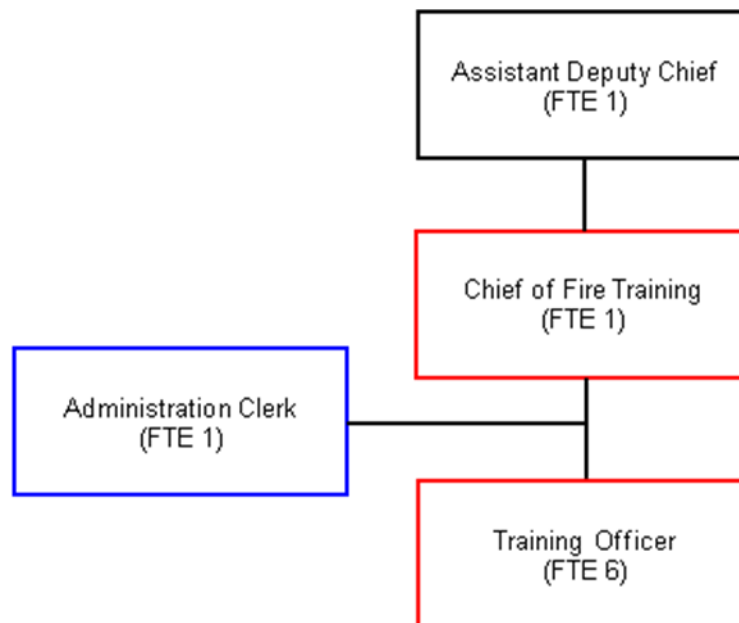 Assistant Deputy Chief
(FTE 1)
Chief of Fire Training
(FTE 1)
Administration Clerk
(FTE 1)
Training Officer
(FTE 6)